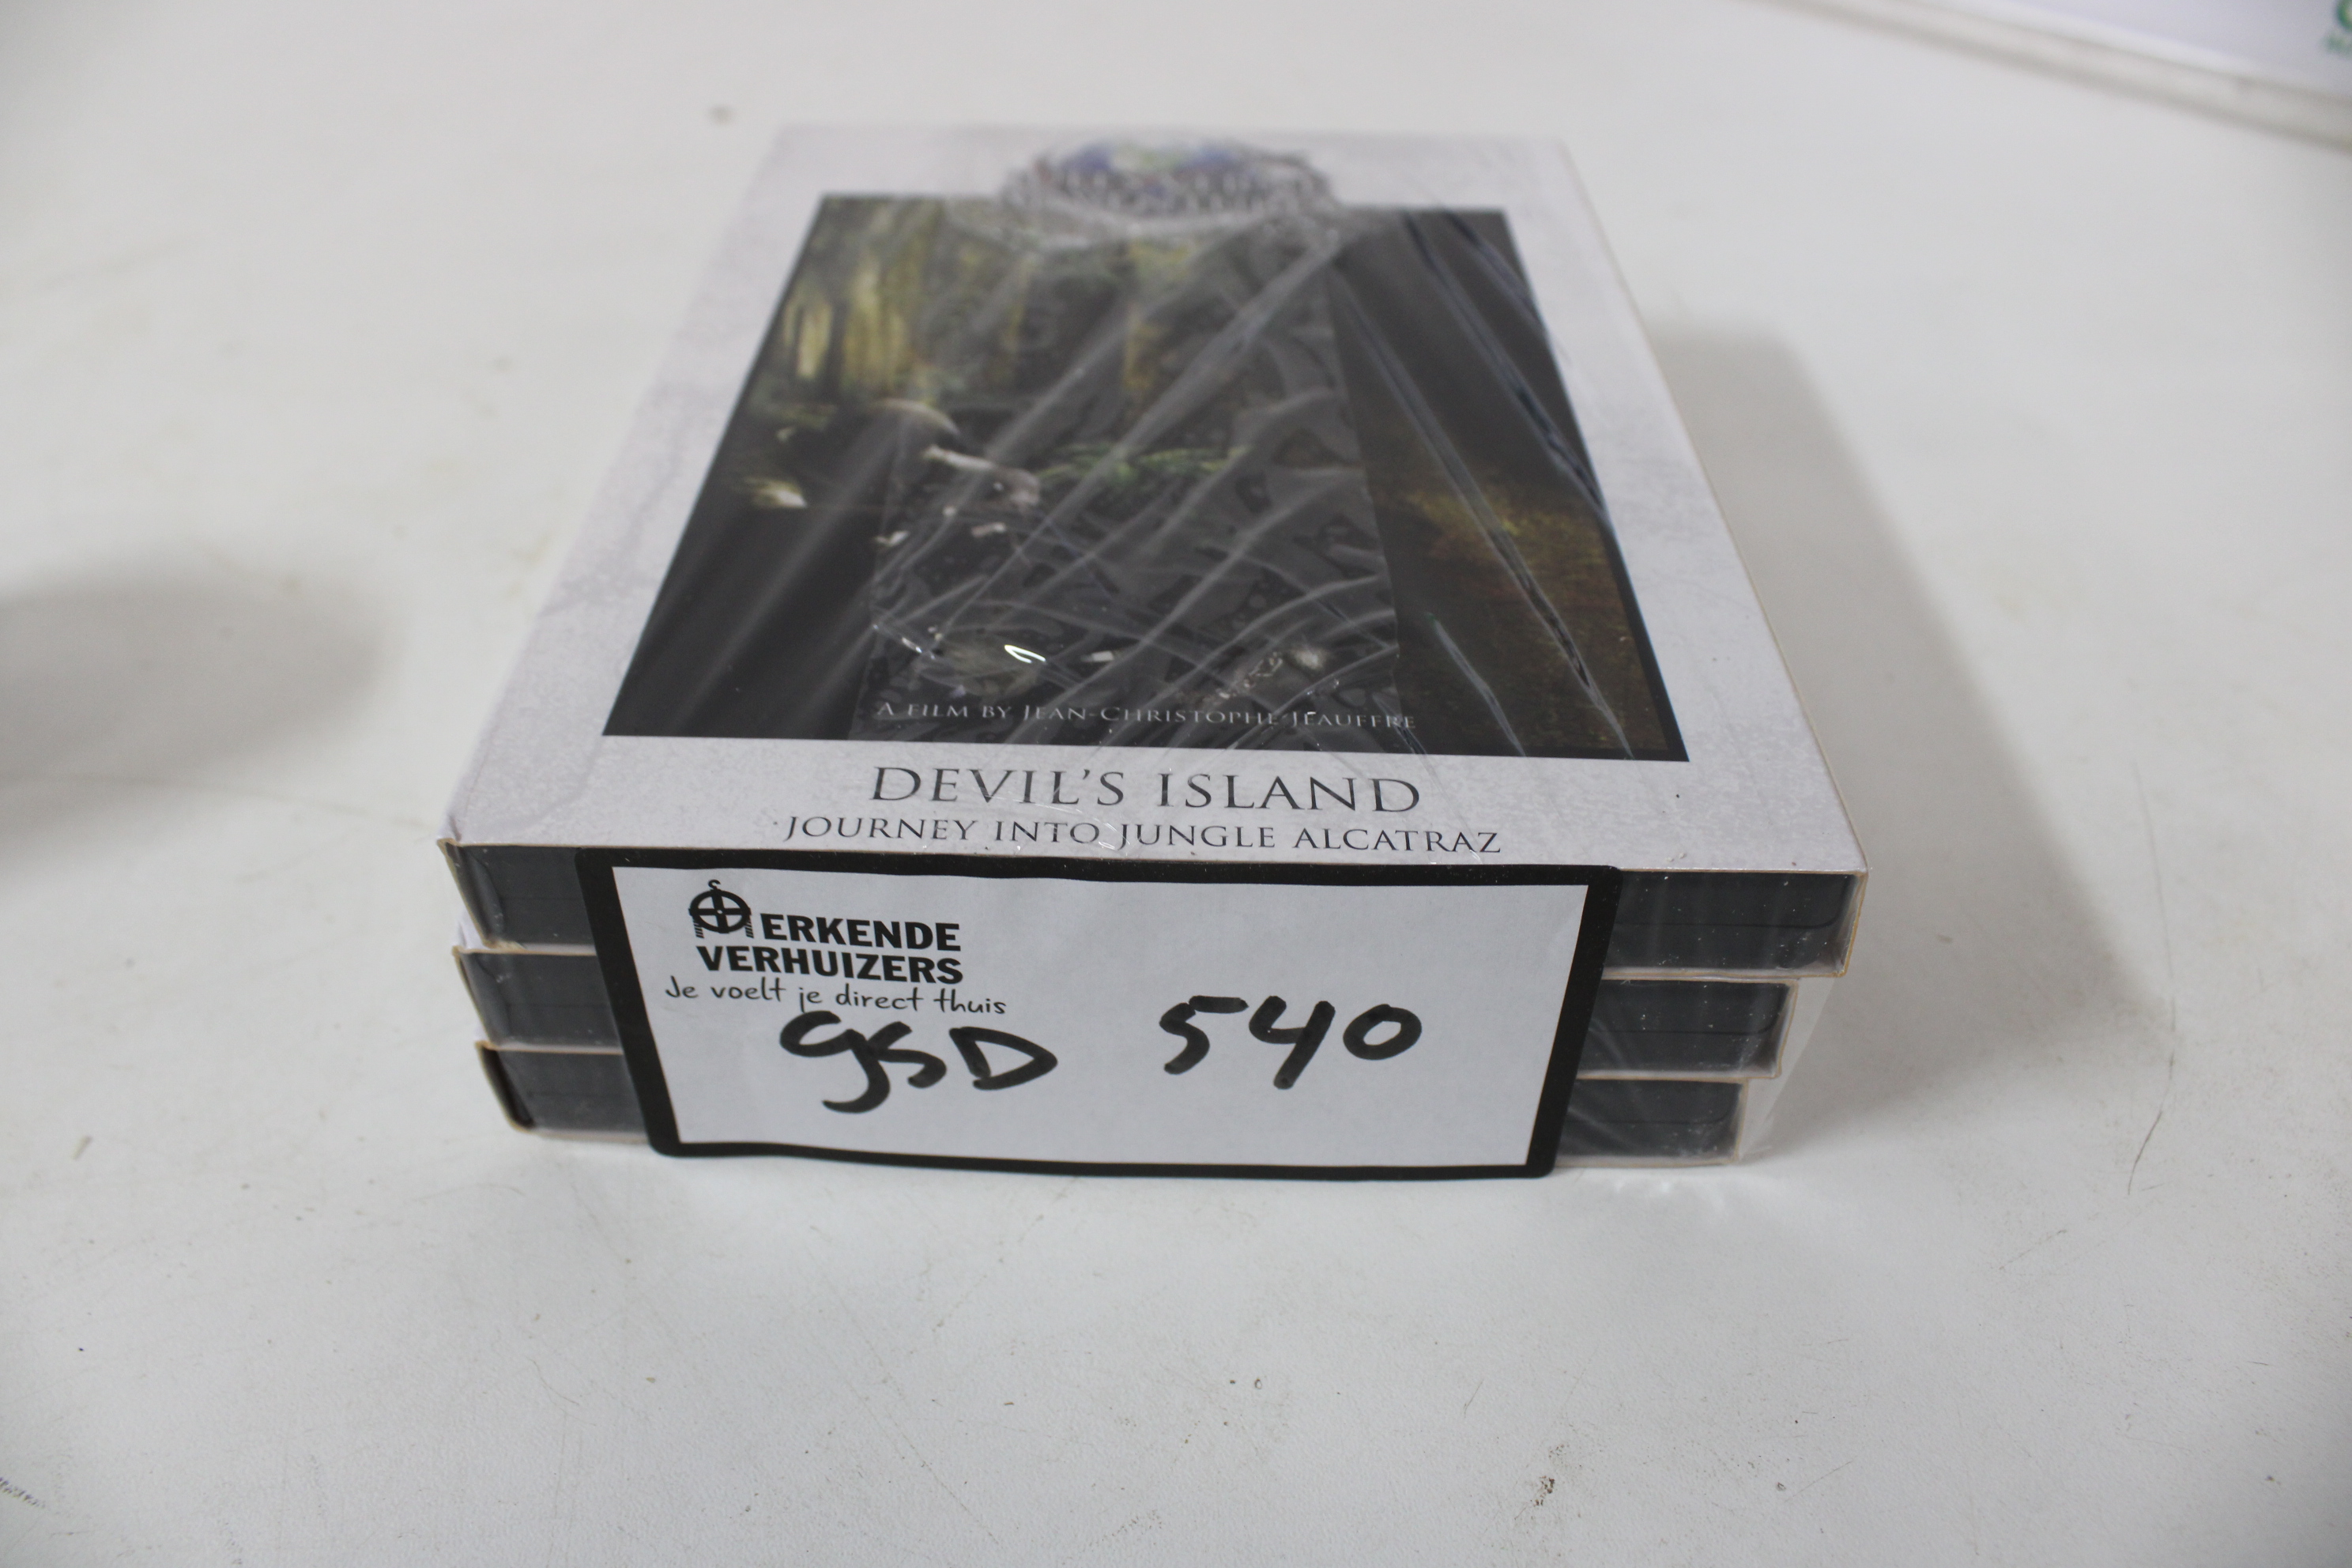 A FILM BY JEAN-CHRISTOPHE JEAUFFRE
DEVIL'S ISLAND
JOURNEY INTO JUNGLE ALCATRAZ
ERKENDE
VERHUIZERS
Je voelt je direct thuis
GSD 540